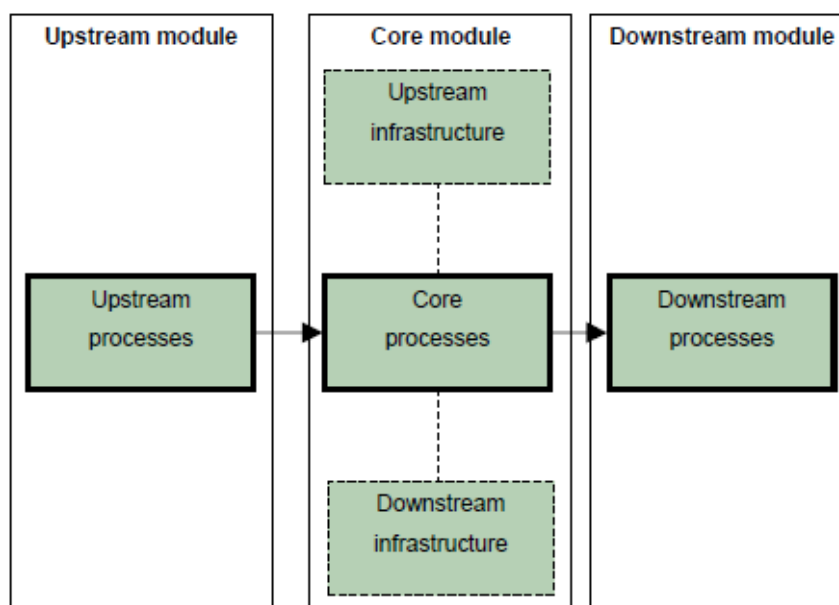 Upstream module
Core module
Downstream module
Upstream
infrastructure
Upstream
processes
Core
processes
Downstream
processes
Downstream
infrastructure